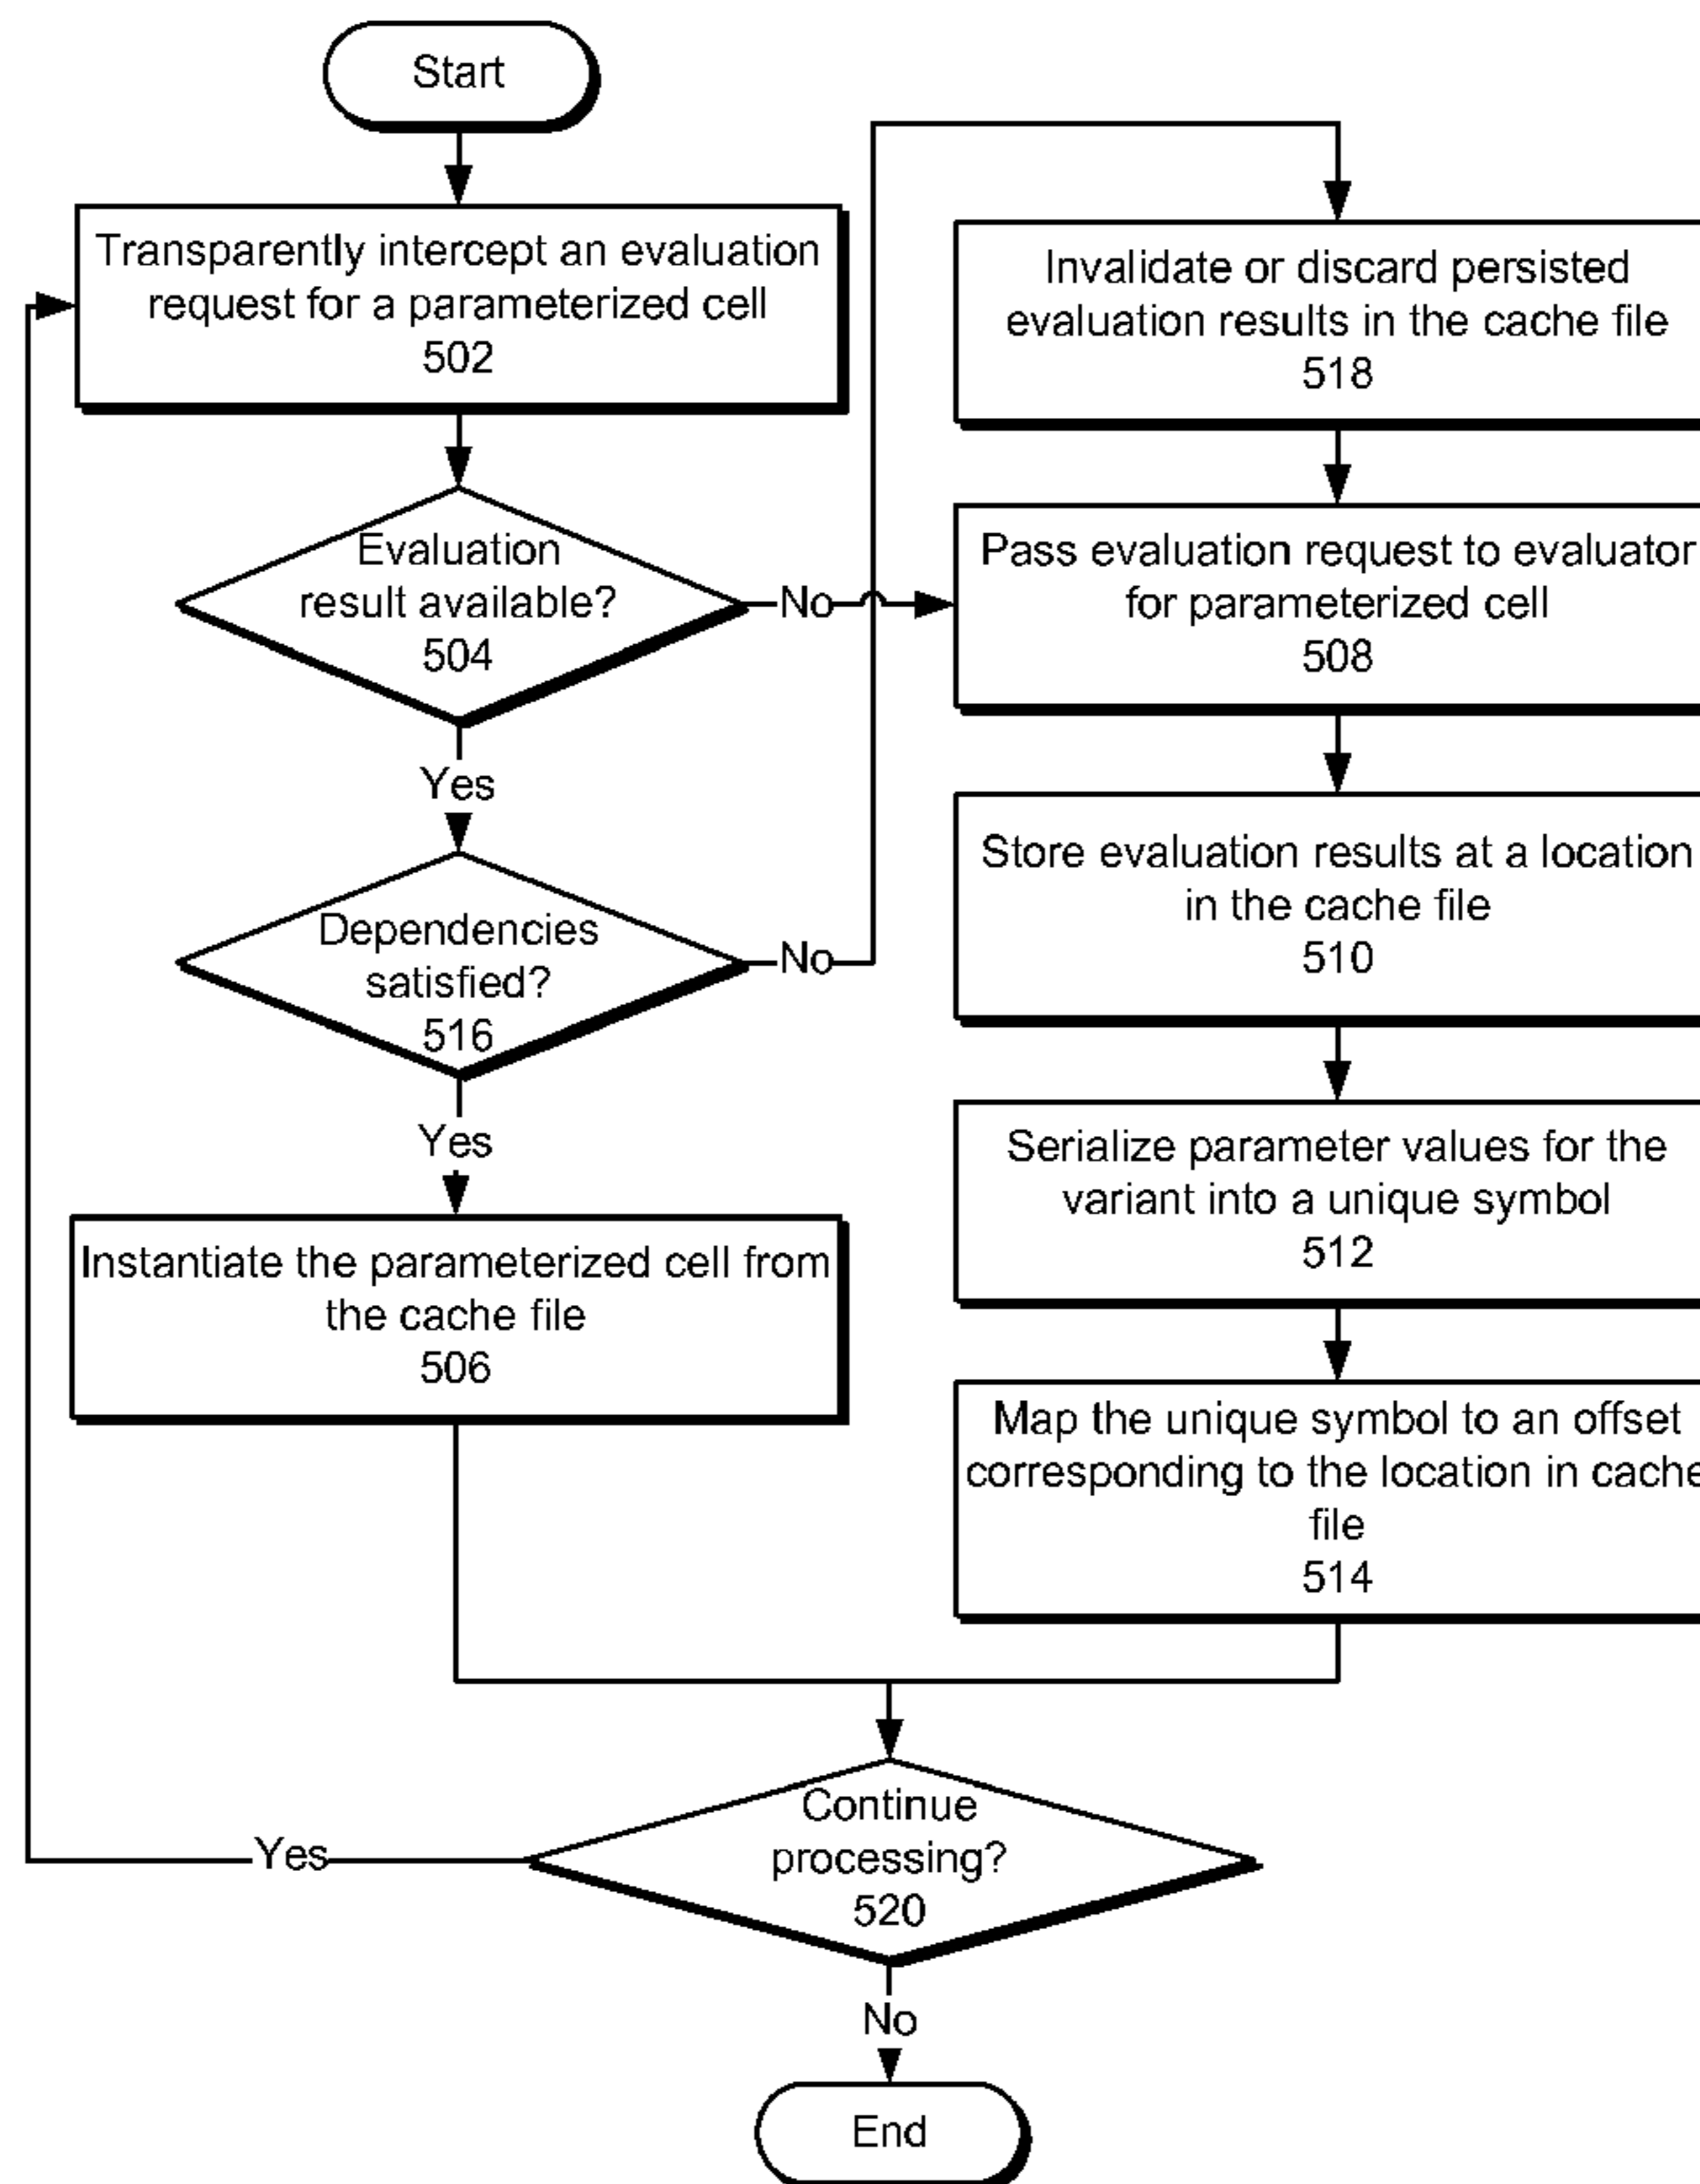 Start
Transparently intercept an evaluation
request for a parameterized cell
502
Evaluation
result available?
504
No
Yes
Dependencies
satisfied?
516
No
Yes
Instantiate the parameterized cell from
the cache file
506
Invalidate or discard persisted
evaluation results in the cache file
518
Pass evaluation request to evaluator
for parameterized cell
508
Store evaluation results at a location
in the cache file
510
Serialize parameter values for the
variant into a unique symbol
512
Map the unique symbol to an offset
corresponding to the location in cache
file
514
Continue
processing?
520
Yes
No
End